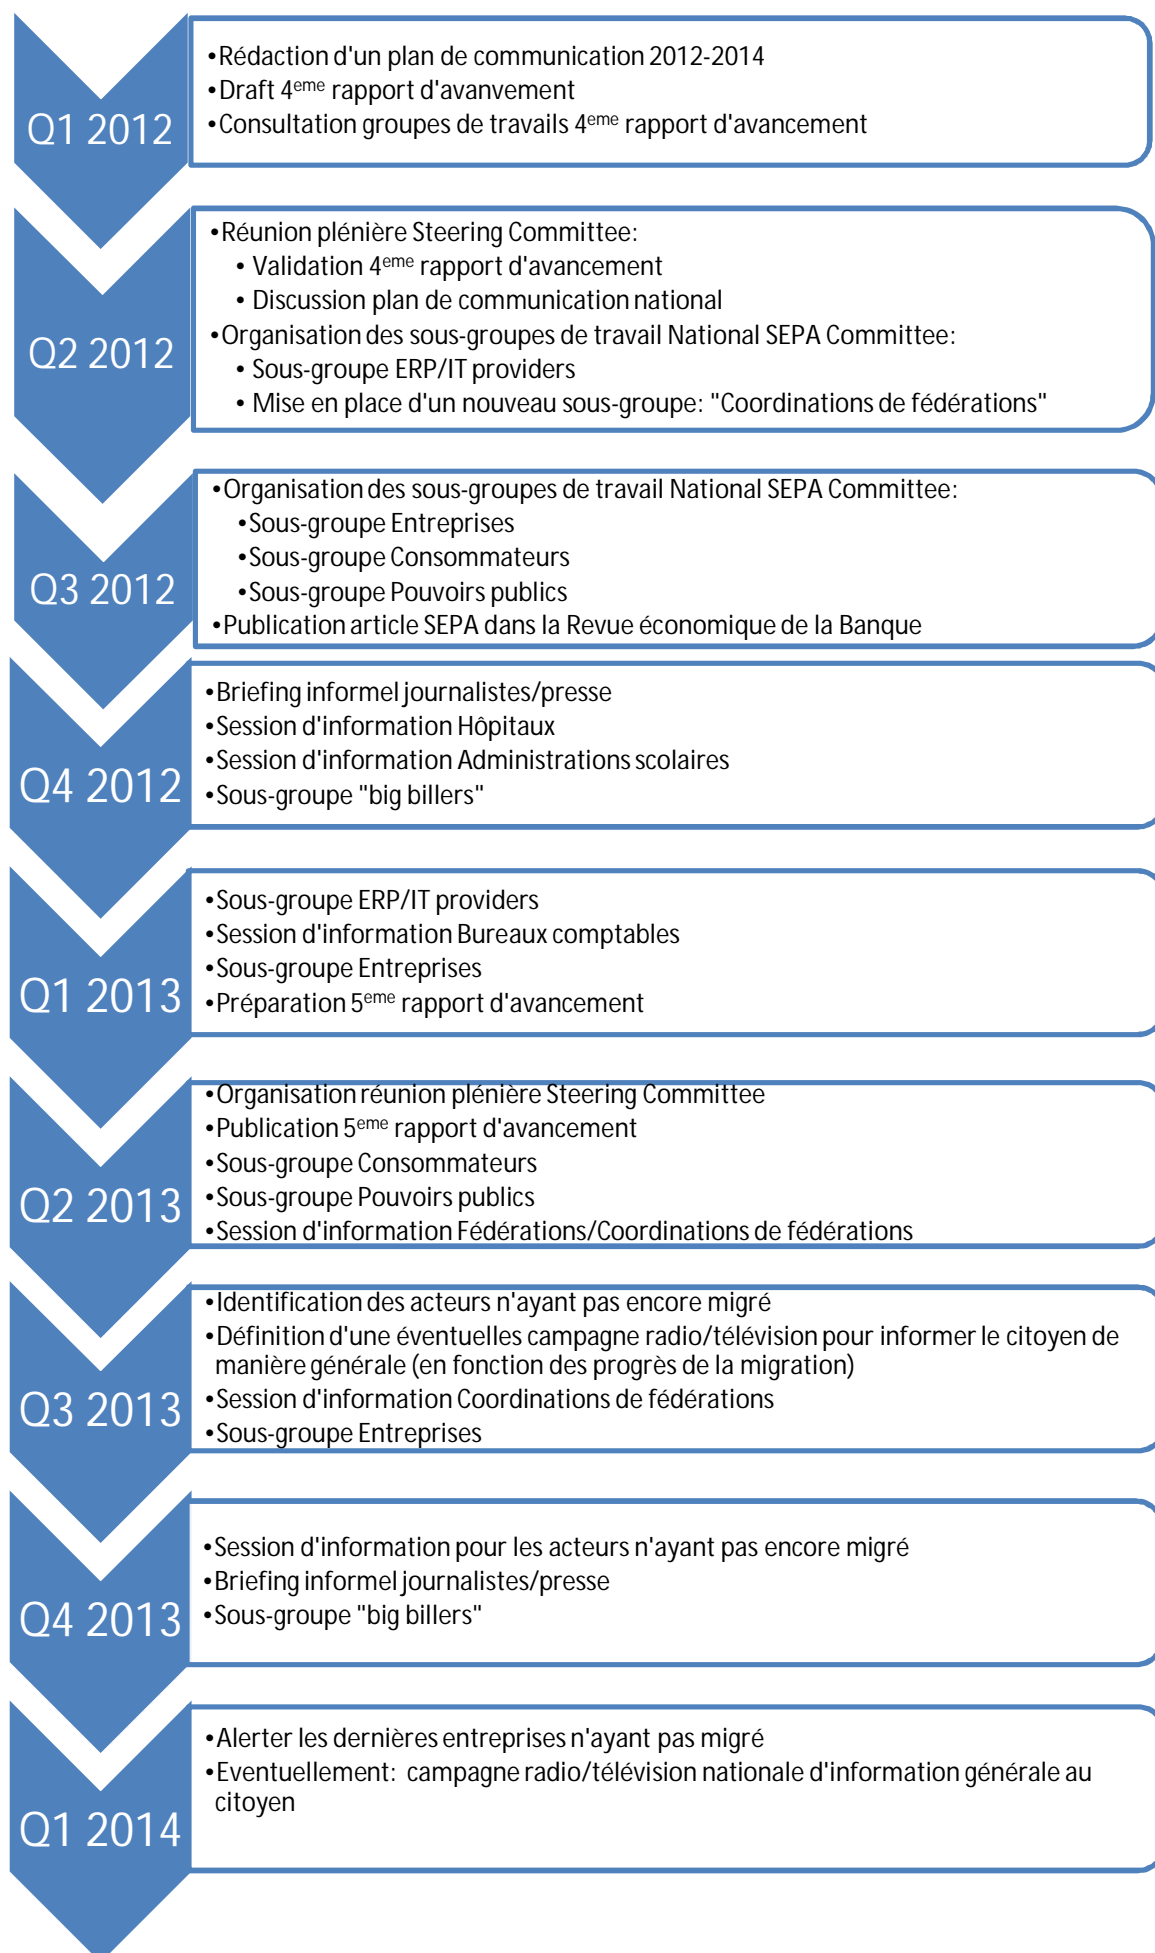 Q1 2012
•Rédaction d'un plan de communication 2012-2014
•Draft 4eme rapport d'avanvement
•Consultation groupes de travails 4eme rapport d'avancement
Q2 2012
•Réunion plénière Steering Committee:
• Validation 4eme rapport d'avancement
• Discussion plan de communication national
•Organisation des sous-groupes de travail National SEPA Committee:
• Sous-groupe ERP/IT providers
• Mise en place d'un nouveau sous-groupe: "Coordinations de fédérations"
Q3 2012
•Organisation des sous-groupes de travail National SEPA Committee:
•Sous-groupe Entreprises
•Sous-groupe Consommateurs
•Sous-groupe Pouvoirs publics
•Publication article SEPA dans la Revue économique de la Banque
Q4 2012
•Briefing informel journalistes/presse
•Session d'information Hôpitaux
•Session d'information Administrations scolaires
•Sous-groupe "big billers"
Q1 2013
•Sous-groupe ERP/IT providers
•Session d'information Bureaux comptables
•Sous-groupe Entreprises
•Préparation 5eme rapport d'avancement
Q2 2013
•Organisation réunion plénière Steering Committee
•Publication 5eme rapport d'avancement
•Sous-groupe Consommateurs
•Sous-groupe Pouvoirs publics
•Session d'information Fédérations/Coordinations de fédérations
Q3 2013
•Identification des acteurs n'ayant pas encore migré
•Définition d'une éventuelles campagne radio/télévision pour informer le citoyen de
manière générale (en fonction des progrès de la migration)
•Session d'information Coordinations de fédérations
•Sous-groupe Entreprises
Q4 2013
•Session d'information pour les acteurs n'ayant pas encore migré
•Briefing informel journalistes/presse
•Sous-groupe "big billers"
Q1 2014
•Alerter les dernières entreprises n'ayant pas migré
•Eventuellement: campagne radio/télévision nationale d'information générale au
citoyen